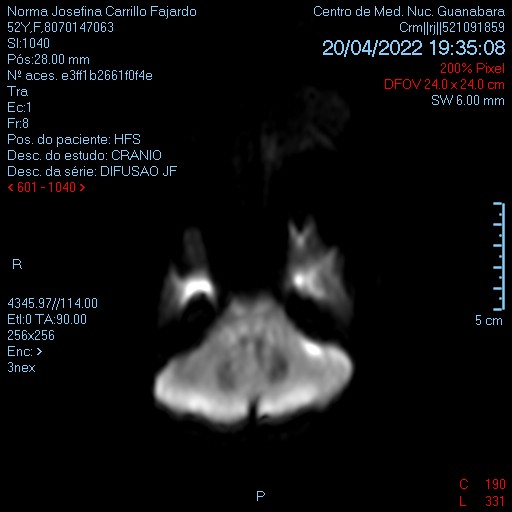 Norma Josefina Carrillo Fajardo
52Y,F,8070147063
SI:1040
Pós:28.00 mm
Nº aces. e3ff1b2661f0f4e
Tra
Ec:1
Fr:8
Pos. do paciente: HFS
Desc. do estudo: CRANIO
Desc. da série: DIFUSAO JF
< 601 - 1040 >
Centro de Med. Nuc. Guanabara
Crm||rj||521091859
20/04/2022 19:35:08
200% Pixel
DFOV 24.0 x 24.0 cm
SW 6.00 mm
R
5 cm
4345.97//114.00
Etl:0 TA:90.00
256x256
Enc: >
3nex
P
C 190
L 331